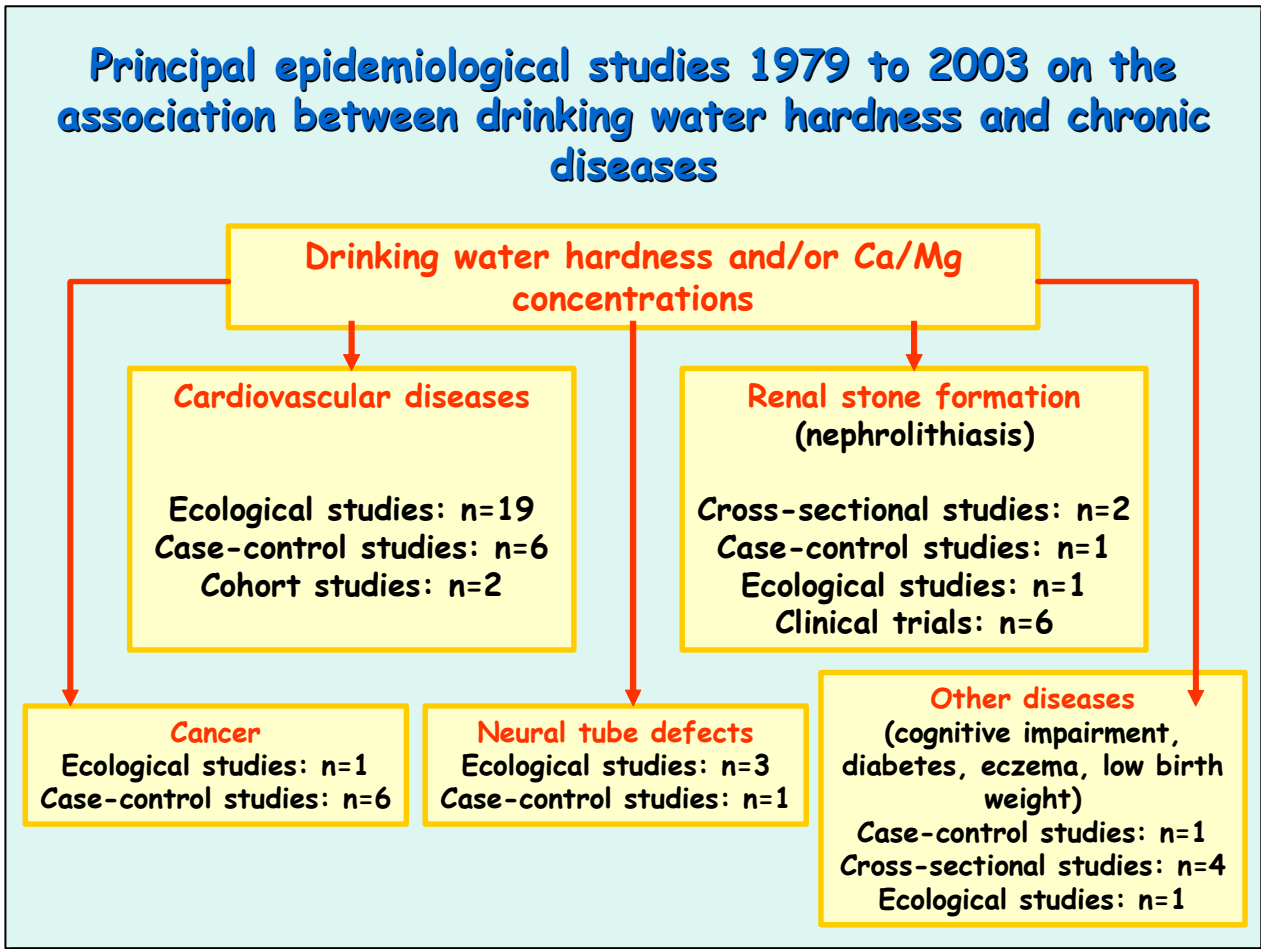 Principal epidemiological studies 1979 to 2003 on the
association between drinking water hardness and chronic
diseases
Drinking water hardness and/or Ca/Mg
concentrations
Cardiovascular diseases
Ecological studies: n=19
Case-control studies: n=6
Cohort studies: n=2
Renal stone formation
(nephrolithiasis)
Cross-sectional studies: n=2
Case-control studies: n=1
Ecological studies: n=1
Clinical trials: n=6
Cancer
Ecological studies: n=1
Case-control studies: n=6
Neural tube defects
Ecological studies: n=3
Case-control studies: n=1
Other diseases
(cognitive impairment,
diabetes, eczema, low birth
weight)
Case-control studies: n=1
Cross-sectional studies: n=4
Ecological studies: n=1